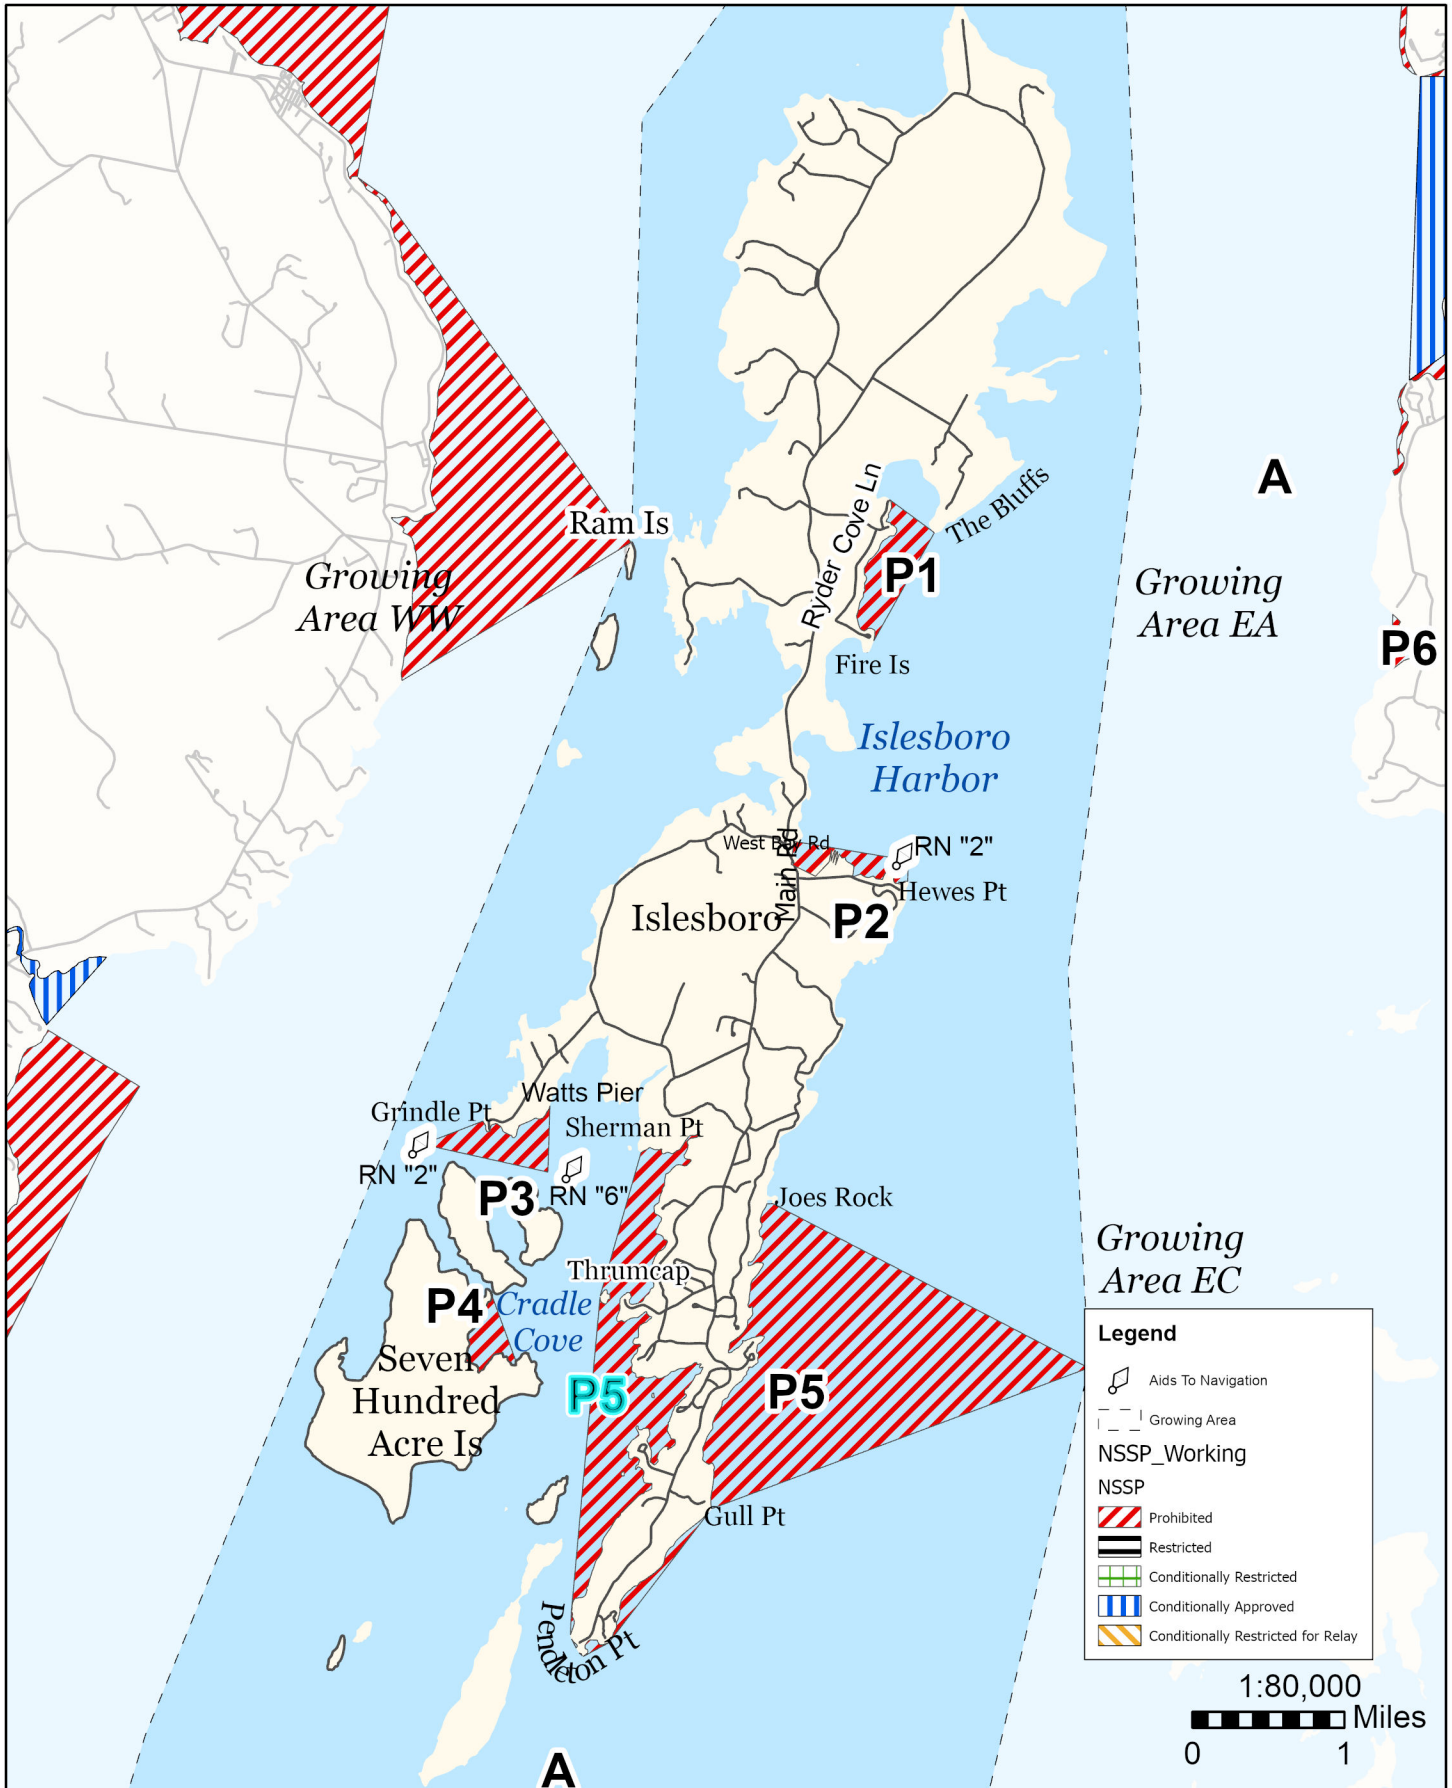 A
Ryder Cove Ln
The Bluffs
Ram Is
P1
Growing
Area WW
Growing
Area EA
P6
Fire Is
Islesboro
Harbor
West Bay Rd
RN "2"
Main Rd
Hewes Pt
Islesboro
P2
Watts Pier
Grindle Pt
Sherman Pt
RN "2"
P3
RN "6"
Joes Rock
Growing
Area EC
Thrumcap
P4
Cradle
Cove
Seven
Hundred
Acre Is
P5
P5
Gull Pt
Pendleton Pt
A
Legend
Aids To Navigation
Growing Area
NSSP_Working
NSSP
Prohibited
Restricted
Conditionally Restricted
Conditionally Approved
Conditionally Restricted for Relay
1:80,000
Miles
0 1